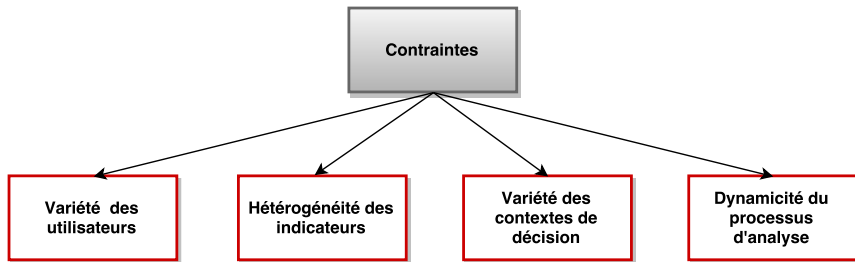 Contraintes
Variété des
utilisateurs
Hétérogénéité des
indicateurs
Variété des
contextes de
décision
Dynamicité du
processus
d'analyse